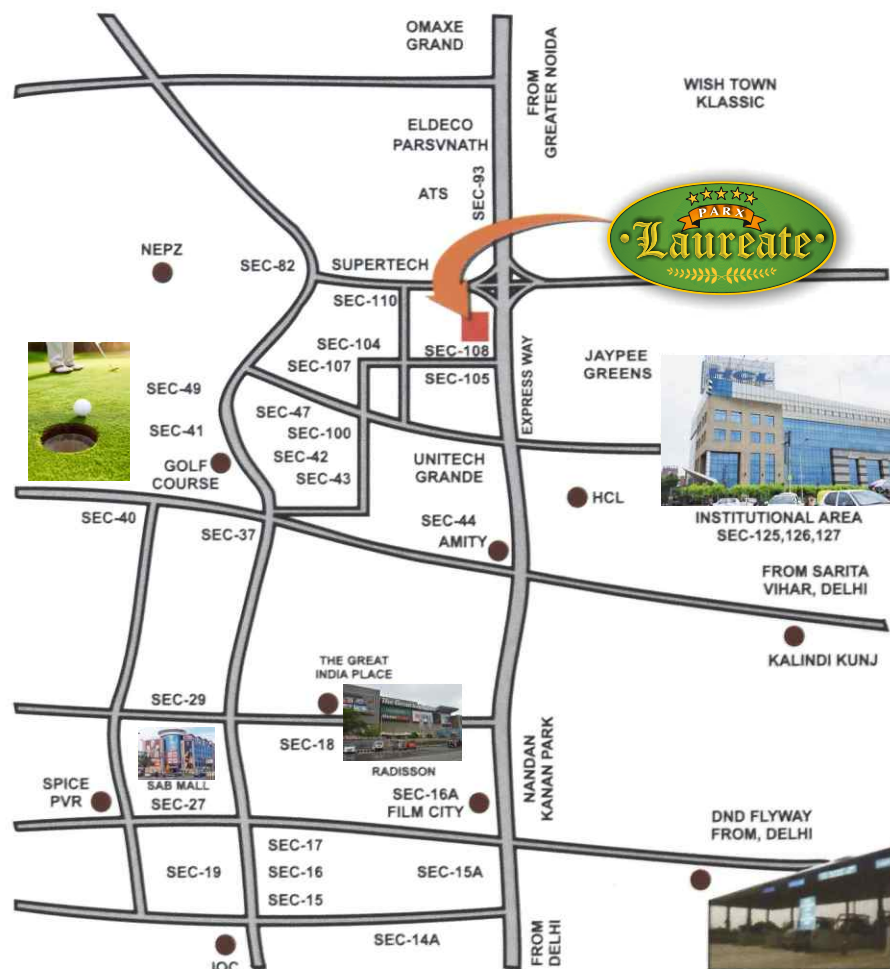 OMAXE
GRAND
FROM
GREATER NOIDA
WISH TOWN
KLASSIC
ELDECO
PARSVNATH
SEC-93
ATS
PARX
Laureate
NEPZ
SEC-82
SUPERTECH
SEC-110
SEC-104
SEC-108
SEC-107
SEC-105
EXPRESS WAY
JAYPEE
GREENS
HCL
SEC-49
SEC-47
SEC-41
SEC-100
SEC-42
SEC-43
GOLF
COURSE
UNITECH
GRANDE
HCL
SEC-40
SEC-37
SEC-44
AMITY
INSTITUTIONAL AREA
SEC-125,126,127
FROM SARITA
VIHAR, DELHI
KALINDI KUNJ
THE GREAT
INDIA PLACE
SEC-29
SEC-18
RADISSON
NANDAN
KANAN PARK
SPICE
PVR
SAB MALL
SEC-27
SEC-16A
FILM CITY
DND FLYWAY
FROM, DELHI
SEC-17
SEC-19
SEC-16
SEC-15A
SEC-15
SEC-14A
FROM
DELHI
IOC